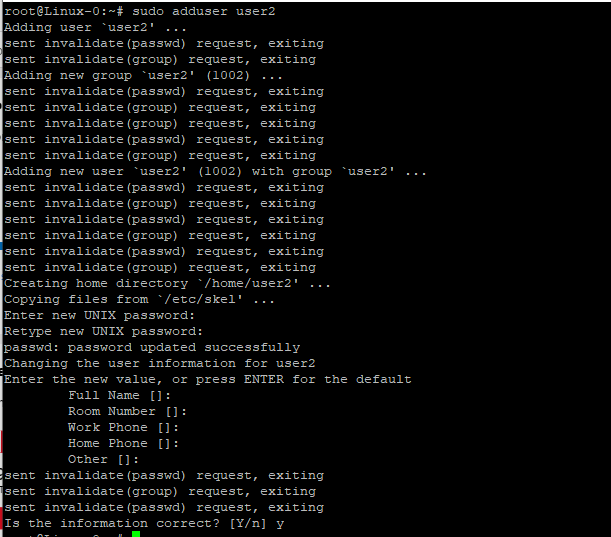 root@Linux-0:~# sudo adduser user2
Adding user `user2' ...
sent invalidate(passwd) request, exiting
sent invalidate(group) request, exiting
Adding new group `user2' (1002) ...
sent invalidate(passwd) request, exiting
sent invalidate(group) request, exiting
sent invalidate(group) request, exiting
sent invalidate(passwd) request, exiting
sent invalidate(group) request, exiting
Adding new user `user2' (1002) with group `user2' ...
sent invalidate(passwd) request, exiting
sent invalidate(group) request, exiting
sent invalidate(passwd) request, exiting
sent invalidate(group) request, exiting
sent invalidate(passwd) request, exiting
sent invalidate(group) request, exiting
Creating home directory `/home/user2' ...
Copying files from `/etc/skel' ...
Enter new UNIX password:
Retype new UNIX password:
passwd: password updated successfully
Changing the user information for user2
Enter the new value, or press ENTER for the default
Full Name []:
Room Number []:
Work Phone []:
Home Phone []:
Other []:
sent invalidate(passwd) request, exiting
sent invalidate(group) request, exiting
sent invalidate(passwd) request, exiting
Is the information correct? [Y/n] y
root@Linux-0:~#